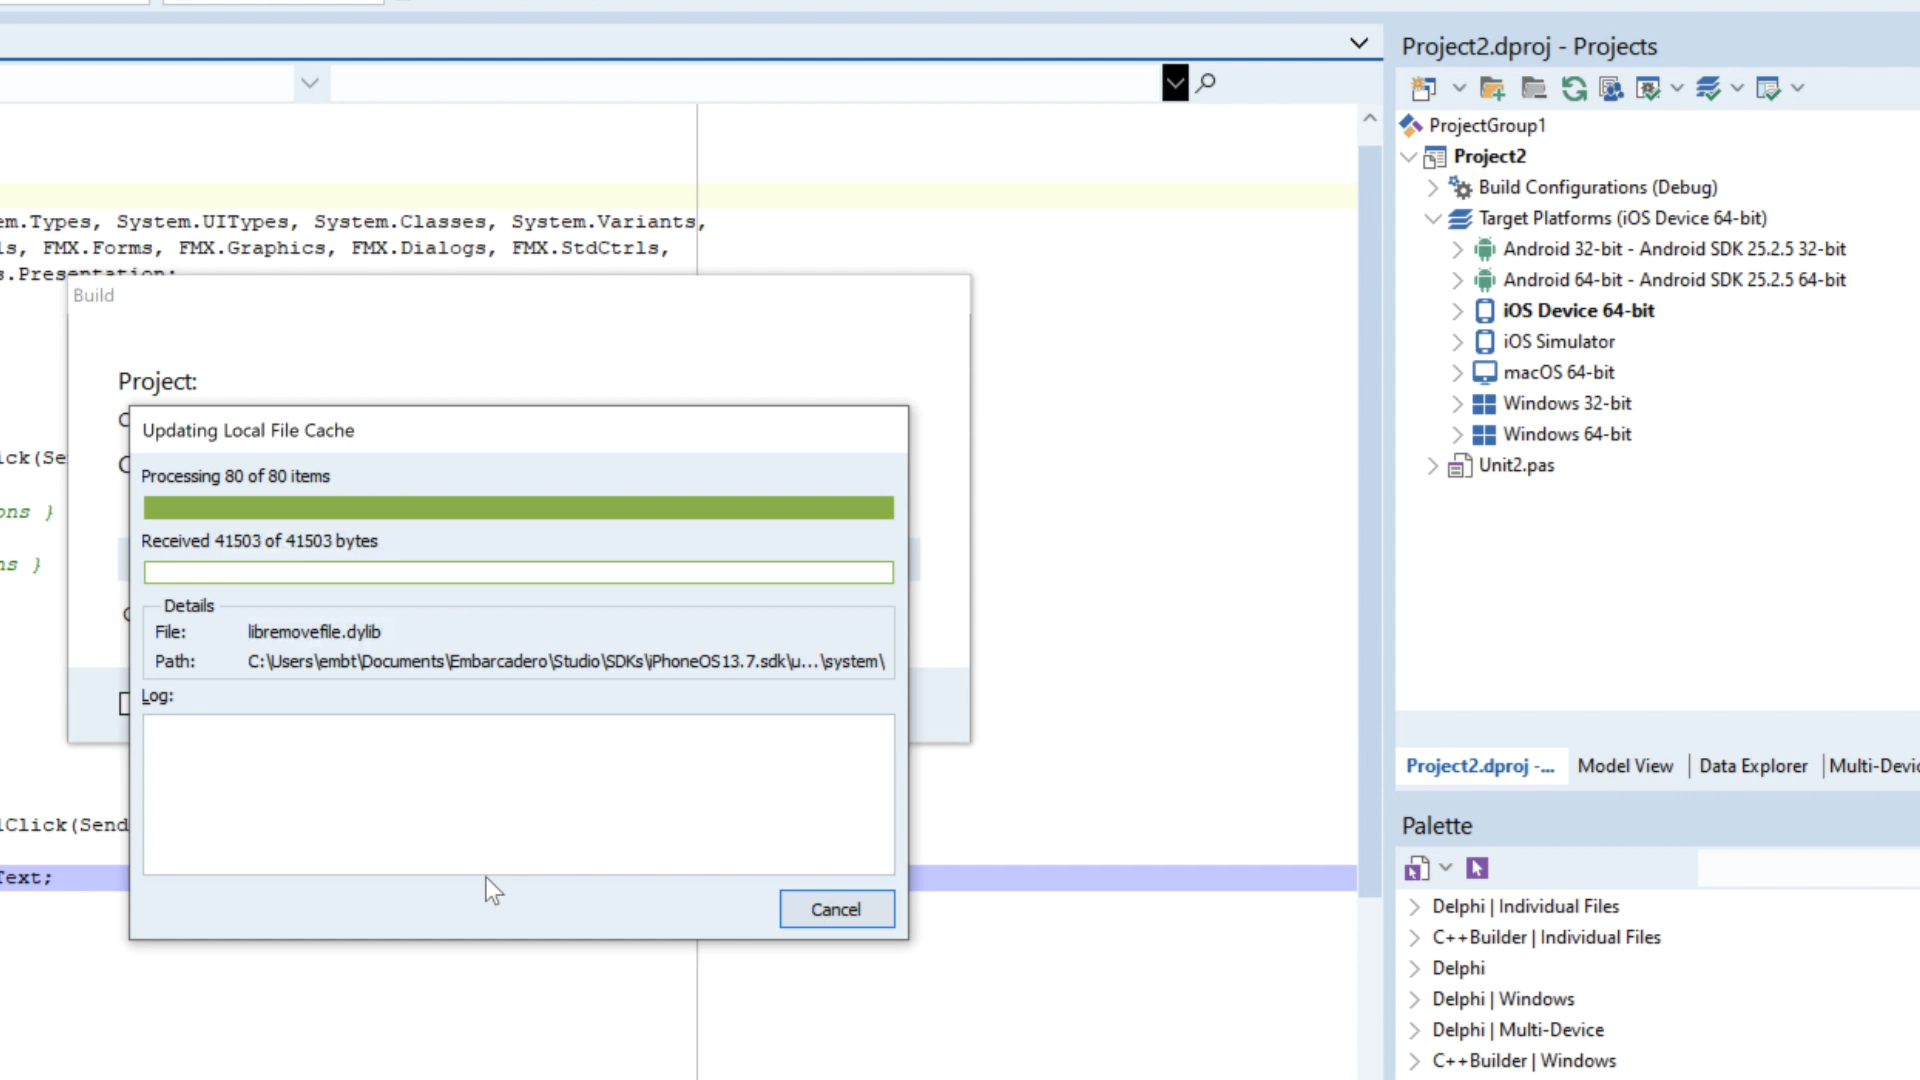 em.Types, System.UITypes, System.Classes, System.Variants,
ls, FMX.Forms, FMX.Graphics, FMX.Dialogs, FMX.StdCtrls,
s.Presentation;
Build
Project:
ick(Se
ons }
ns }
Updating Local File Cache
Processing 80 of 80 items
Received 41503 of 41503 bytes
Details
File: libremovefile.dylib
Path: C:\Users\embt\Documents\Embarcadero\Studio\SDKs\iPhoneOS13.7.sdk\u...\system\
Log:
Cancel
lClick(Send
Text;
Project2.dproj - Projects
ProjectGroup1
Project2
Build Configurations (Debug)
Target Platforms (iOS Device 64-bit)
Android 32-bit - Android SDK 25.2.5 32-bit
Android 64-bit - Android SDK 25.2.5 64-bit
iOS Device 64-bit
iOS Simulator
macOS 64-bit
Windows 32-bit
Windows 64-bit
Unit2.pas
Project2.dproj -... Model View Data Explorer Multi-Devic
Palette
Delphi | Individual Files
C++Builder | Individual Files
Delphi
Delphi | Windows
Delphi | Multi-Device
C++Builder | Windows